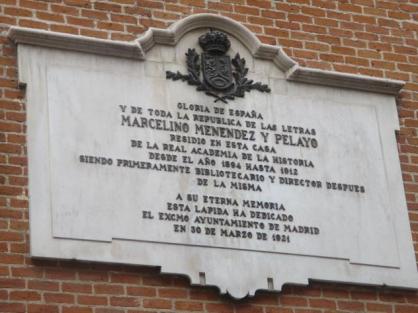 GLORIA DE ESPAÑA
Y DE TODA LA REPUBLICA DE LAS LETRAS
MARCELINO MENENDEZ Y PELAYO
RESIDIO EN ESTA CASA
DE LA REAL ACADEMIA DE LA HISTORIA
DESDE EL AÑO 1894 HASTA 1912
SIENDO PRIMERAMENTE BIBLIOTECARIO Y DIRECTOR DESPUES
DE LA MISMA
A SU ETERNA MEMORIA
ESTA LAPIDA HA DEDICADO
EL EXCMO AYUNTAMIENTO DE MADRID
EN 30 DE MARZO DE 1921